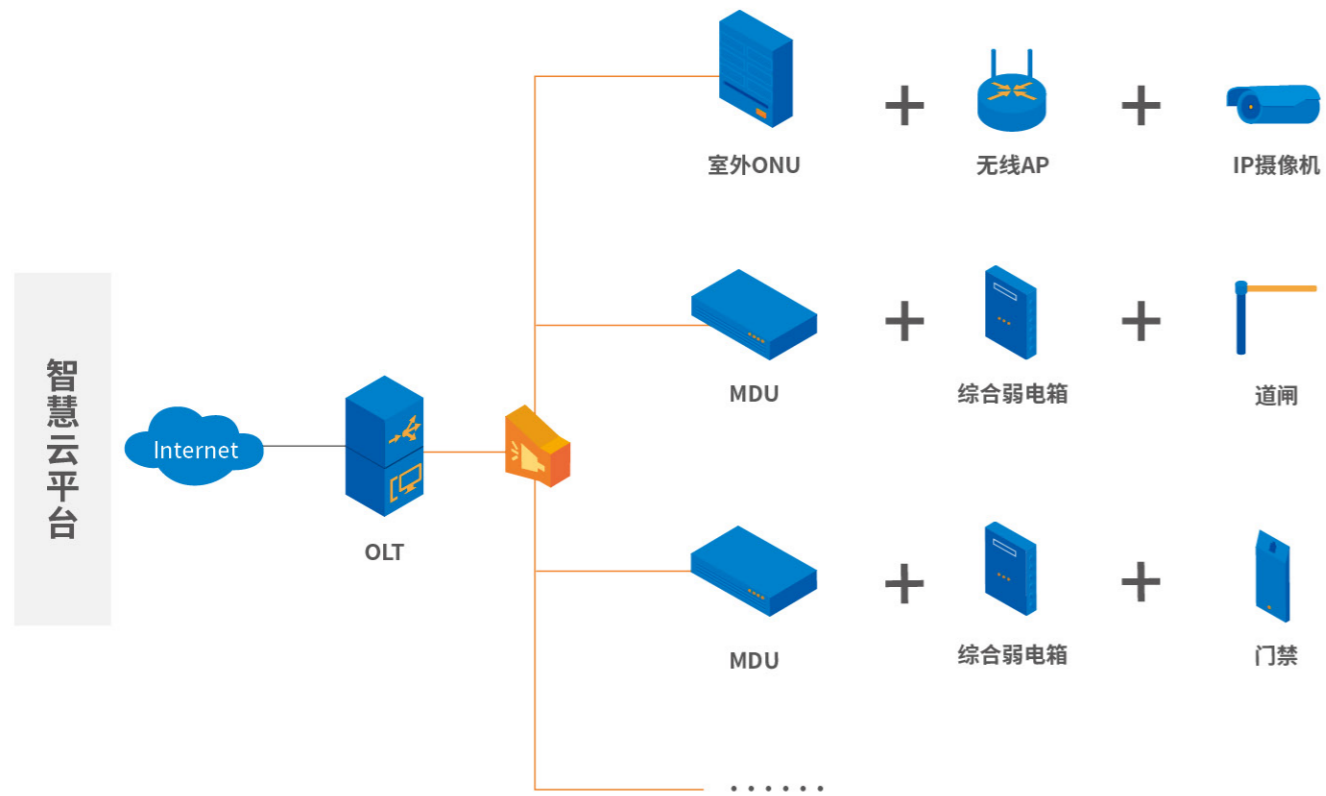 室外ONU
无线AP
IP摄像机
MDU
综合弱电箱
道闸
智慧云平台
Internet
OLT
MDU
综合弱电箱
门禁
······